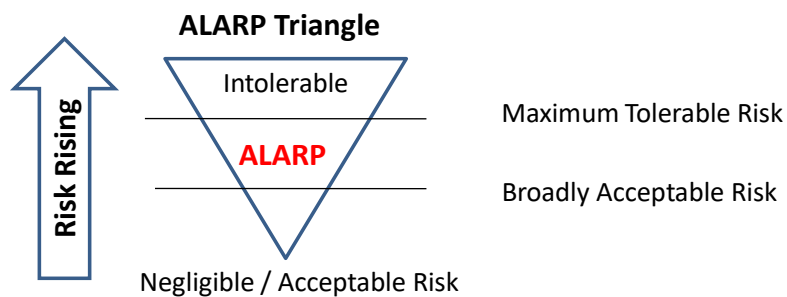 ALARP Triangle
Risk Rising
Intolerable
Maximum Tolerable Risk
ALARP
Broadly Acceptable Risk
Negligible / Acceptable Risk